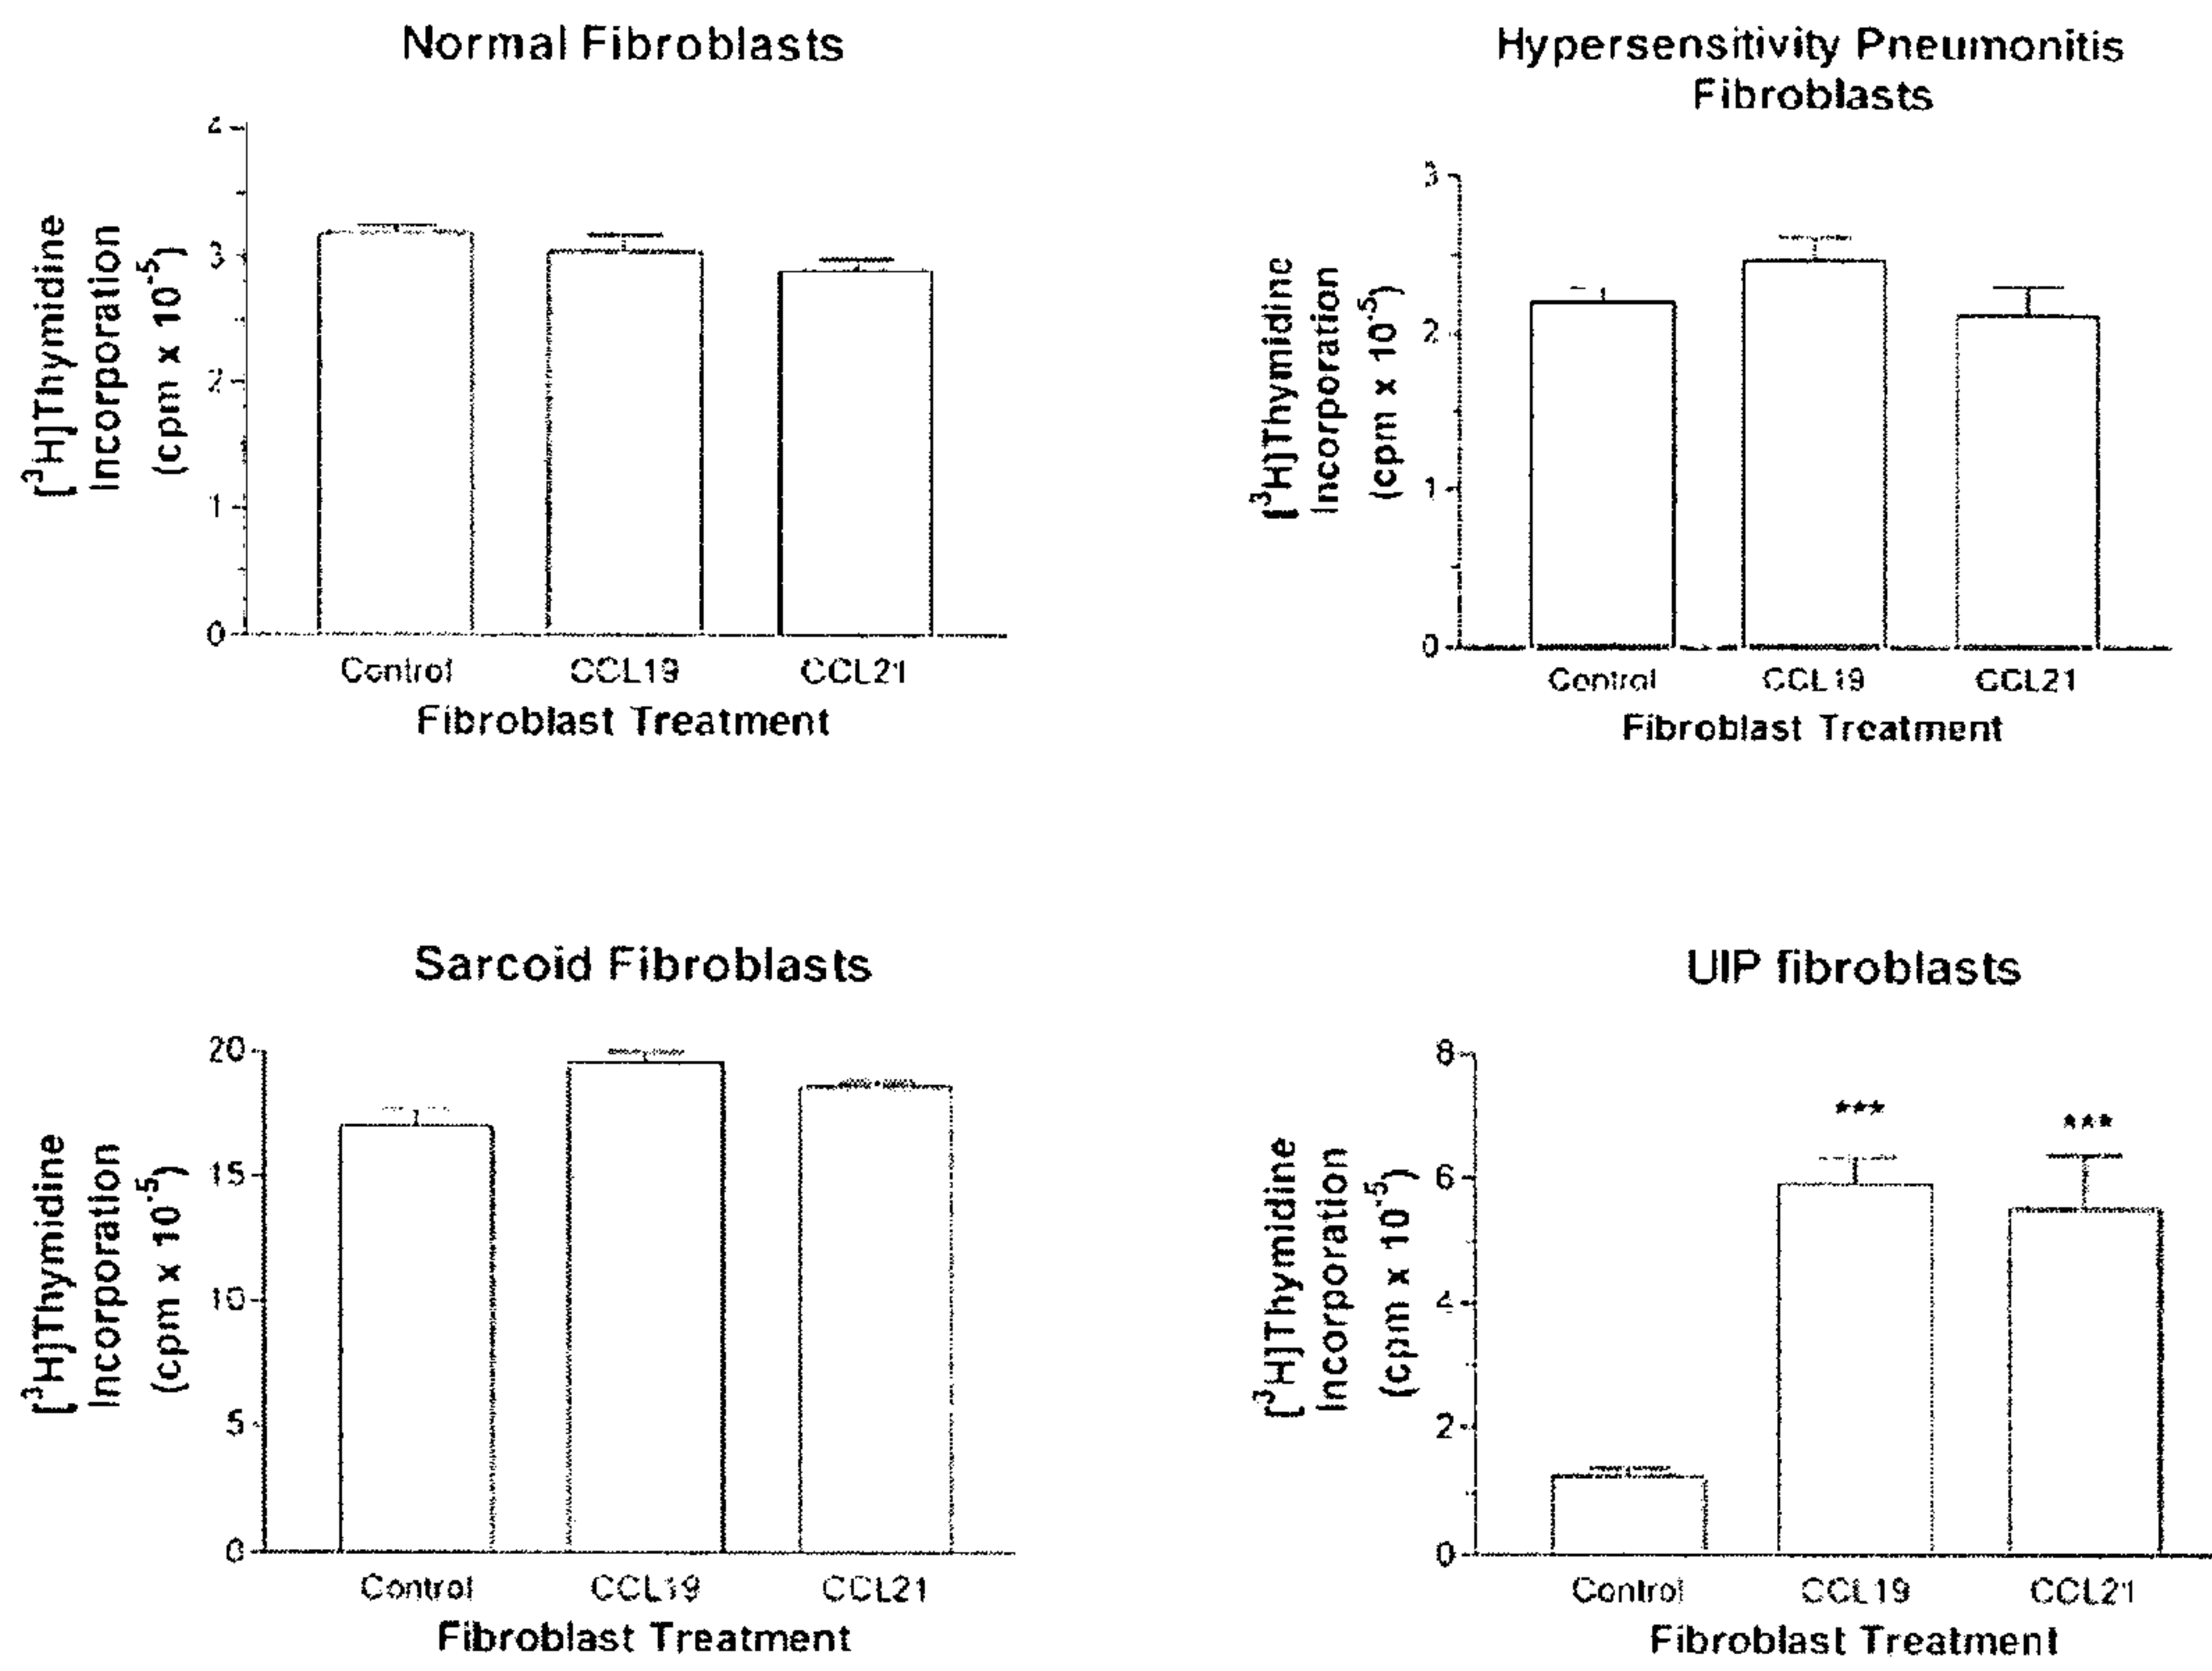 Normal Fibroblasts
[³H]Thymidine
Incorporation
(cpm x 10⁻⁵)
4
3
2
1
0
Control CCL19 CCL21
Fibroblast Treatment
Hypersensitivity Pneumonitis
Fibroblasts
[³H]Thymidine
Incorporation
(cpm x 10⁻⁵)
3
2
1
0
Control CCL19 CCL21
Fibroblast Treatment
Sarcoid Fibroblasts
[³H]Thymidine
Incorporation
(cpm x 10⁻⁵)
20
15
10
5
0
Control CCL19 CCL21
Fibroblast Treatment
UIP fibroblasts
[³H]Thymidine
Incorporation
(cpm x 10⁻⁵)
8
6
4
2
0
*** ***
Control CCL19 CCL21
Fibroblast Treatment